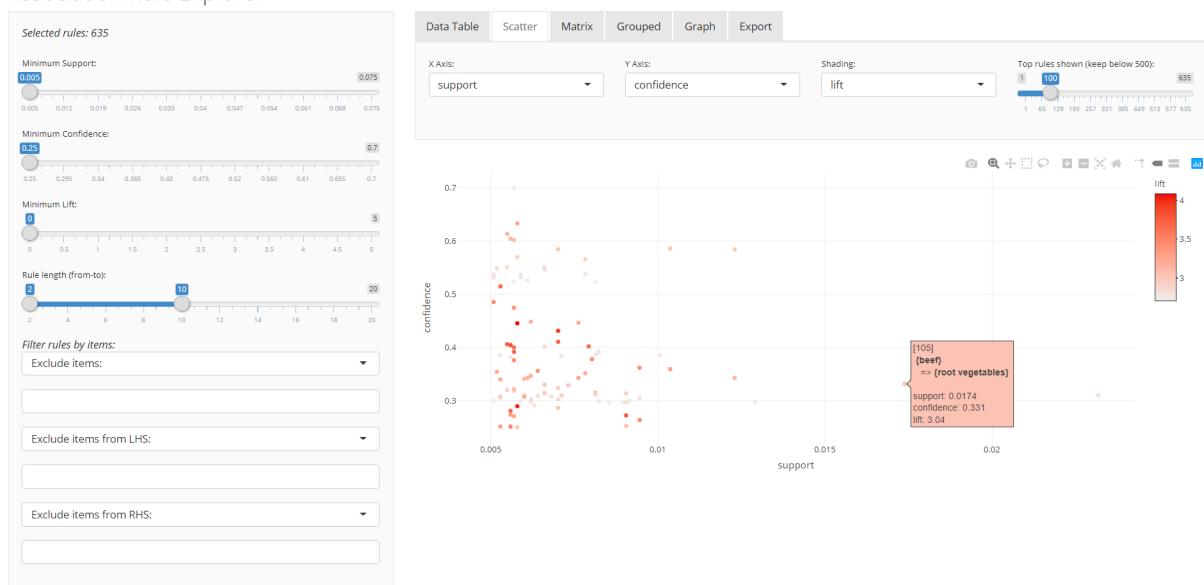 Association Rule Explorer
Selected rules: 635
Minimum Support:
0.005 0.075
0.005 0.012 0.019 0.026 0.033 0.04 0.047 0.054 0.061 0.068 0.075
Minimum Confidence:
0.25 0.7
0.25 0.295 0.34 0.385 0.43 0.475 0.52 0.565 0.61 0.655 0.7
Minimum Lift:
0 5
0 0.5 1 1.5 2 2.5 3 3.5 4 4.5 5
Rule length (from-to):
2 10 20
2 4 6 8 10 12 14 16 18 20
Filter rules by items:
Exclude items:
Exclude items from LHS:
Exclude items from RHS:
Data Table Scatter Matrix Grouped Graph Export
X Axis: Y Axis: Shading: Top rules shown (keep below 500):
support confidence lift
1 100 635
1 65 129 193 257 321 385 449 513 577 635
lift
4
3.5
3
confidence
0.7
0.6
0.5
0.4
0.3
[105]
{beef}
=> {root vegetables}
support: 0.0174
confidence: 0.331
lift: 3.04
0.005 0.01 0.015 0.02
support